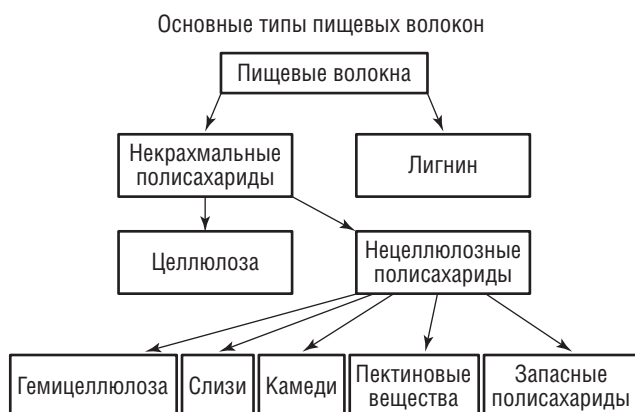 Основные типы пищевых волокон
Пищевые волокна
Некрахмальные
полисахариды
Лигнин
Целлюлоза
Нецеллюлозные
полисахариды
Гемицеллюлоза
Слизи
Камеди
Пектиновые
вещества
Запасные
полисахариды